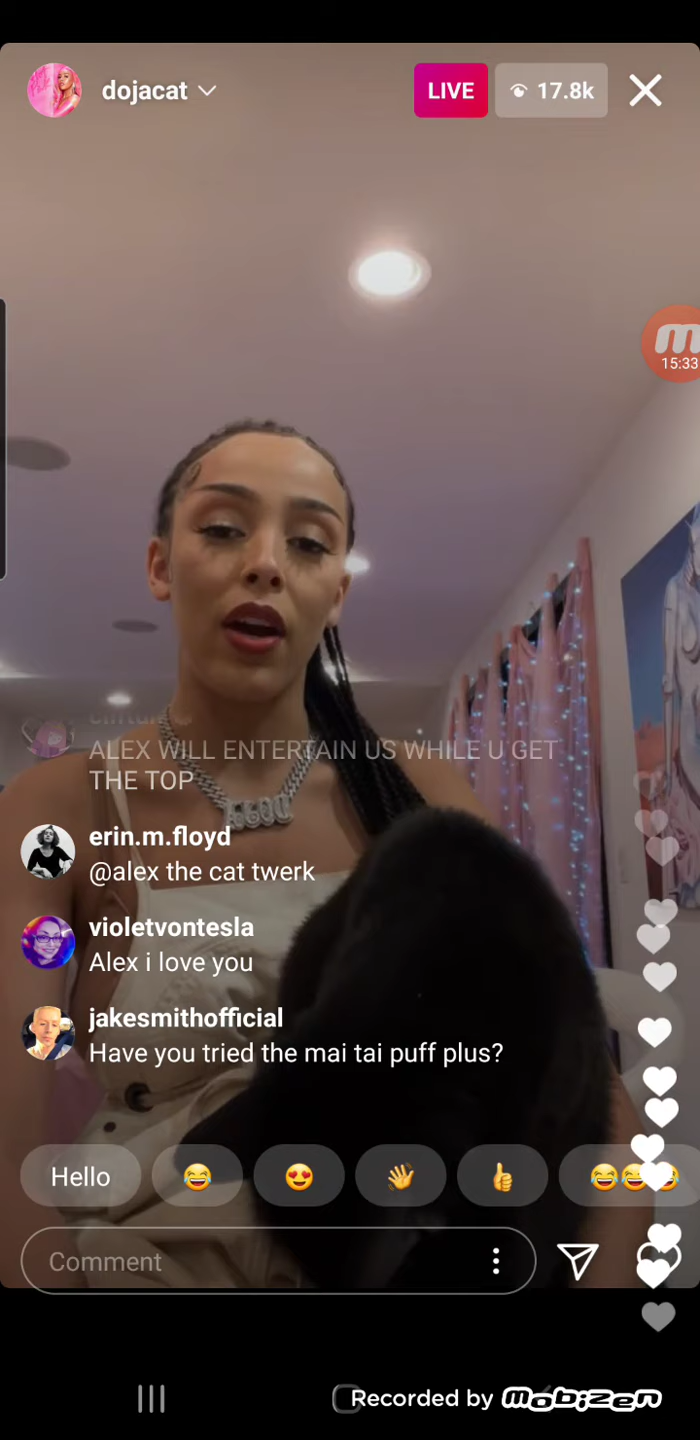 dojacat
LIVE
17.8k
15:33
ALEX WILL ENTERTAIN US WHILE U GET
THE TOP
erin.m.floyd
@alex the cat twerk
violetvontesla
Alex i love you
jakesmithofficial
Have you tried the mai tai puff plus?
Hello
Comment
Recorded by mobizen